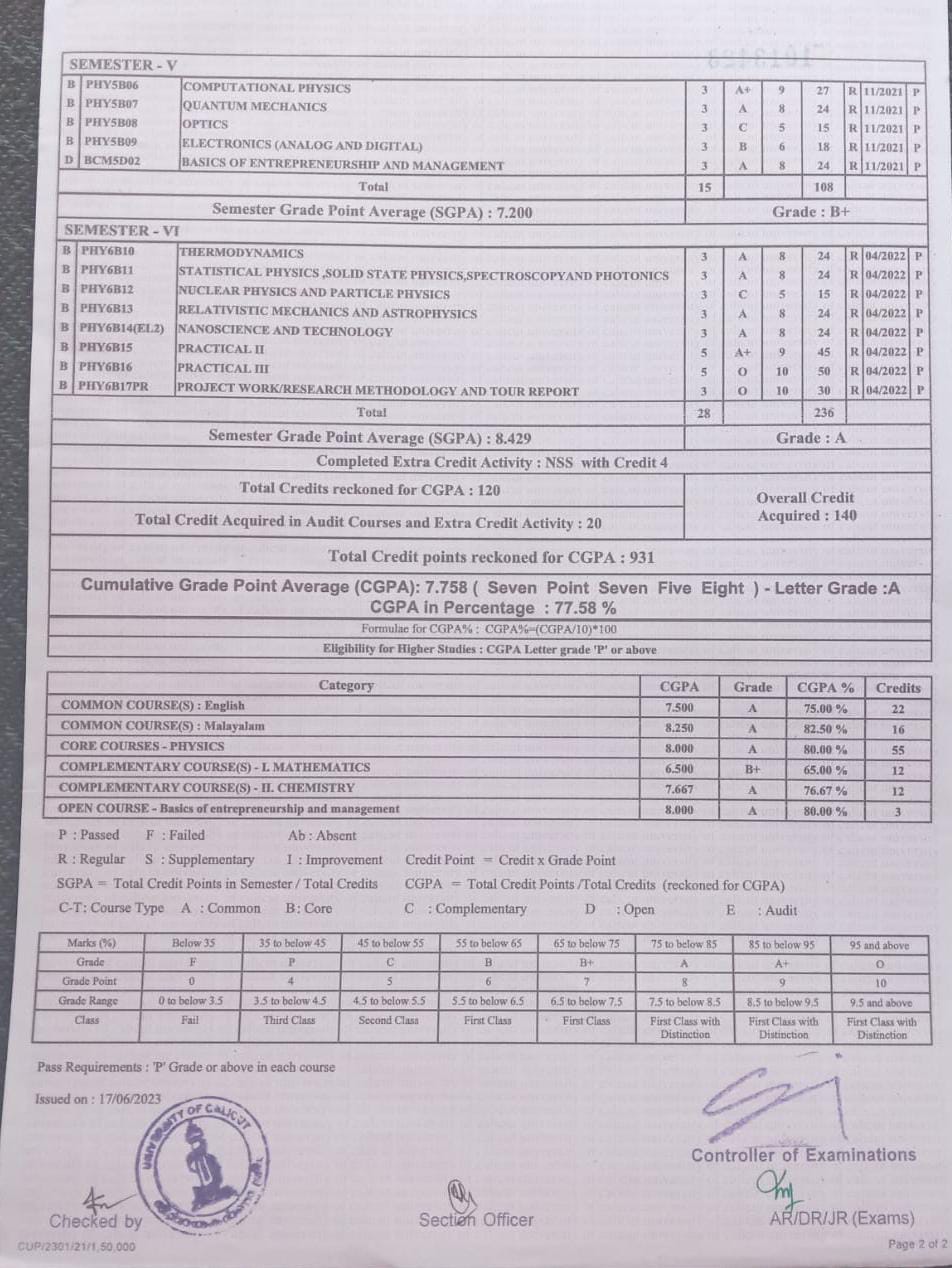 SEMESTER - V
B PHY5B06 COMPUTATIONAL PHYSICS 3 A+ 9 27 R 11/2021 P
B PHY5B07 QUANTUM MECHANICS 3 A 8 24 R 11/2021 P
B PHY5B08 OPTICS 3 C 5 15 R 11/2021 P
B PHY5B09 ELECTRONICS (ANALOG AND DIGITAL) 3 B 6 18 R 11/2021 P
D BCM5D02 BASICS OF ENTREPRENEURSHIP AND MANAGEMENT 3 A 8 24 R 11/2021 P
Total 15 108
Semester Grade Point Average (SGPA) : 7.200 Grade : B+
SEMESTER - VI
B PHY6B10 THERMODYNAMICS 3 A 8 24 R 04/2022 P
B PHY6B11 STATISTICAL PHYSICS ,SOLID STATE PHYSICS,SPECTROSCOPYAND PHOTONICS 3 A 8 24 R 04/2022 P
B PHY6B12 NUCLEAR PHYSICS AND PARTICLE PHYSICS 3 C 5 15 R 04/2022 P
B PHY6B13 RELATIVISTIC MECHANICS AND ASTROPHYSICS 3 A 8 24 R 04/2022 P
B PHY6B14(EL2) NANOSCIENCE AND TECHNOLOGY 3 A 8 24 R 04/2022 P
B PHY6B15 PRACTICAL II 5 A+ 9 45 R 04/2022 P
B PHY6B16 PRACTICAL III 5 O 10 50 R 04/2022 P
B PHY6B17PR PROJECT WORK/RESEARCH METHODOLOGY AND TOUR REPORT 3 O 10 30 R 04/2022 P
Total 28 236
Semester Grade Point Average (SGPA) : 8.429 Grade : A
Completed Extra Credit Activity : NSS with Credit 4
Total Credits reckoned for CGPA : 120
Total Credit Acquired in Audit Courses and Extra Credit Activity : 20
Overall Credit
Acquired : 140
Total Credit points reckoned for CGPA : 931
Cumulative Grade Point Average (CGPA): 7.758 ( Seven Point Seven Five Eight ) - Letter Grade :A
CGPA in Percentage : 77.58 %
Formulae for CGPA% : CGPA%=(CGPA/10)*100
Eligibility for Higher Studies : CGPA Letter grade 'P' or above
Category CGPA Grade CGPA % Credits
COMMON COURSE(S) : English 7.500 A 75.00 % 22
COMMON COURSE(S) : Malayalam 8.250 A 82.50 % 16
CORE COURSES - PHYSICS 8.000 A 80.00 % 55
COMPLEMENTARY COURSE(S) - I. MATHEMATICS 6.500 B+ 65.00 % 12
COMPLEMENTARY COURSE(S) - II. CHEMISTRY 7.667 A 76.67 % 12
OPEN COURSE - Basics of entrepreneurship and management 8.000 A 80.00 % 3
P : Passed F : Failed Ab : Absent
R : Regular S : Supplementary I : Improvement Credit Point = Credit x Grade Point
SGPA = Total Credit Points in Semester / Total Credits CGPA = Total Credit Points /Total Credits (reckoned for CGPA)
C-T: Course Type A : Common B: Core C : Complementary D : Open E : Audit
Marks (%) Below 35 35 to below 45 45 to below 55 55 to below 65 65 to below 75 75 to below 85 85 to below 95 95 and above
Grade F P C B B+ A A+ O
Grade Point 0 4 5 6 7 8 9 10
Grade Range 0 to below 3.5 3.5 to below 4.5 4.5 to below 5.5 5.5 to below 6.5 6.5 to below 7.5 7.5 to below 8.5 8.5 to below 9.5 9.5 and above
Class Fail Third Class Second Class First Class First Class First Class with Distinction First Class with Distinction First Class with Distinction
Pass Requirements : 'P' Grade or above in each course
Issued on : 17/06/2023
UNIVERSITY OF CALICUT
Controller of Examinations
Checked by
Section Officer
AR/DR/JR (Exams)
CUP/2301/21/1,50,000
Page 2 of 2